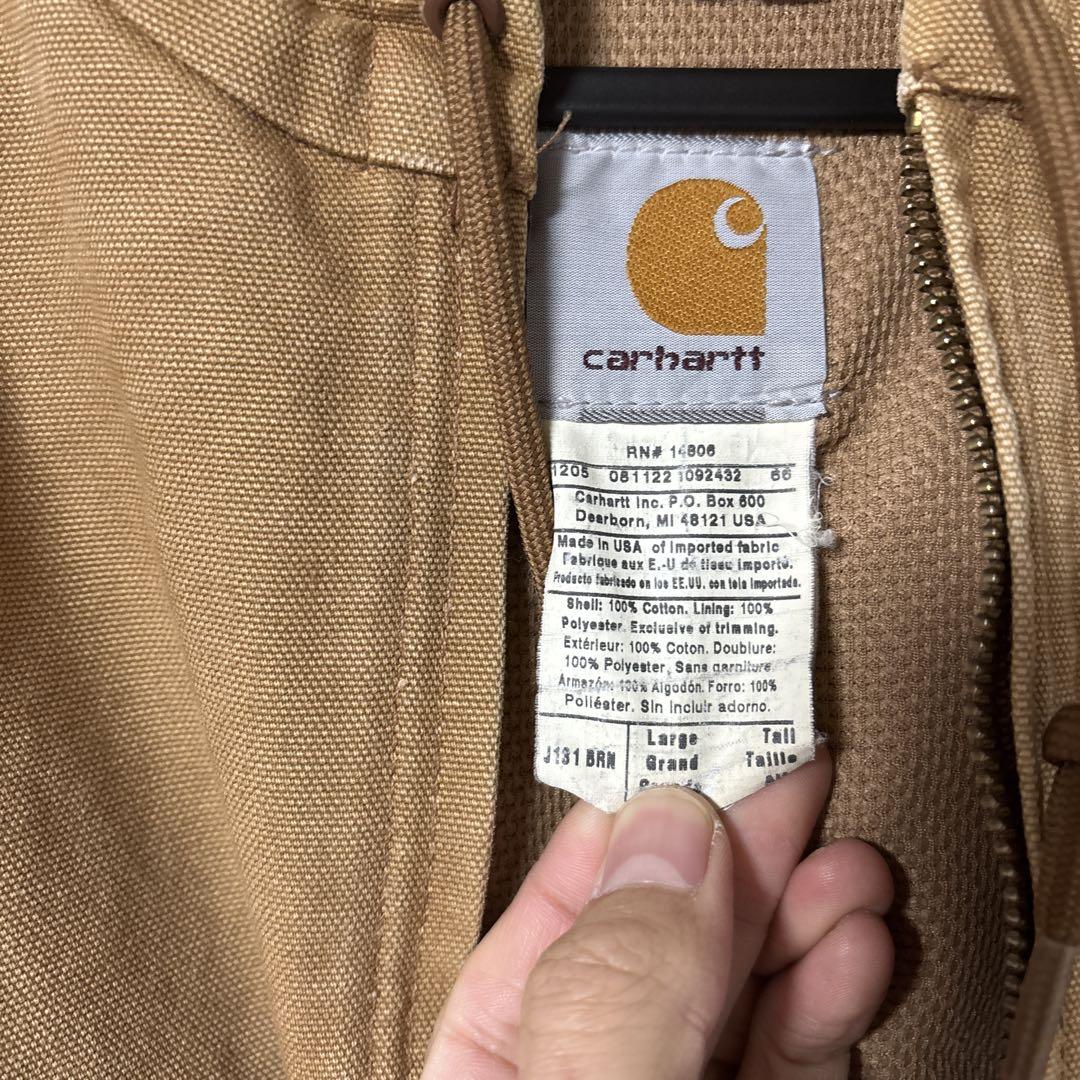 carhartt
RN# 14806
1205 081122 1092432 66
Carhartt Inc. P.O. Box 600
Dearborn, MI 48121 USA
Made in USA of imported fabric
Fabrique aux E.-U de tissu importé.
Producto fabricado en los EE.UU. con tela importada.
Shell: 100% Cotton. Lining: 100%
Polyester. Exclusive of trimming.
Extérieur: 100% Coton. Doublure:
100% Polyester. Sans garniture
Armazón: 100% Algodón. Forro: 100%
Poliéster. Sin incluir adorno.
J131 BRN Large Tall
Grand Taille